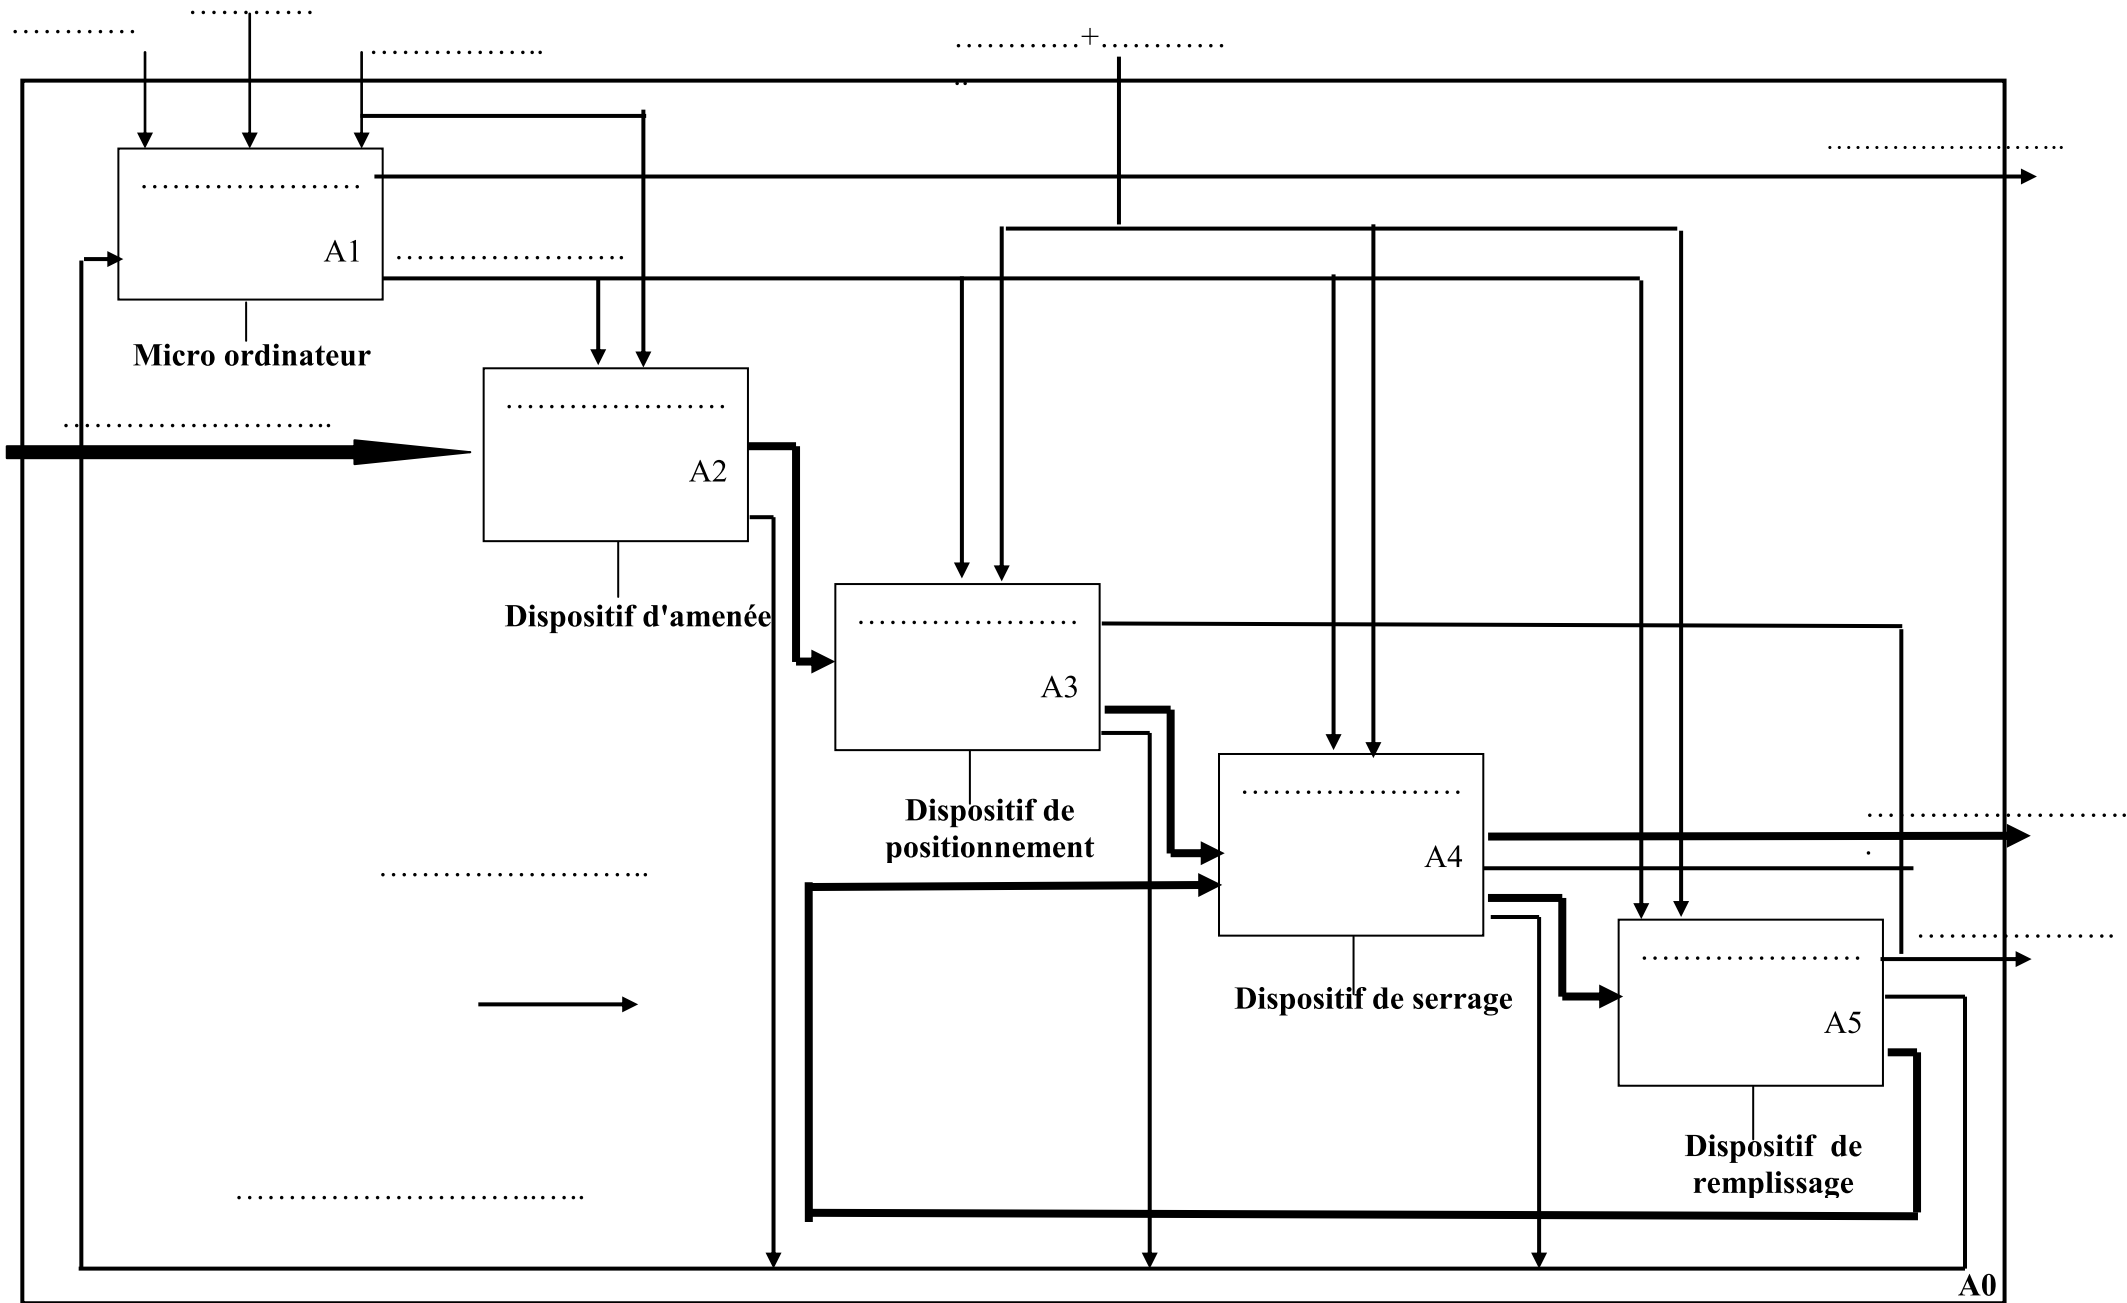 ...........
............
................
............+............
..
......................
....................
A1
......................
Micro ordinateur
....................
A2
........................
Dispositif d'amenée
....................
A3
Dispositif de
positionnement
....................
A4
........................
.
........................
Dispositif de serrage
....................
A5
..................
Dispositif de
remplissage
..............................
A0